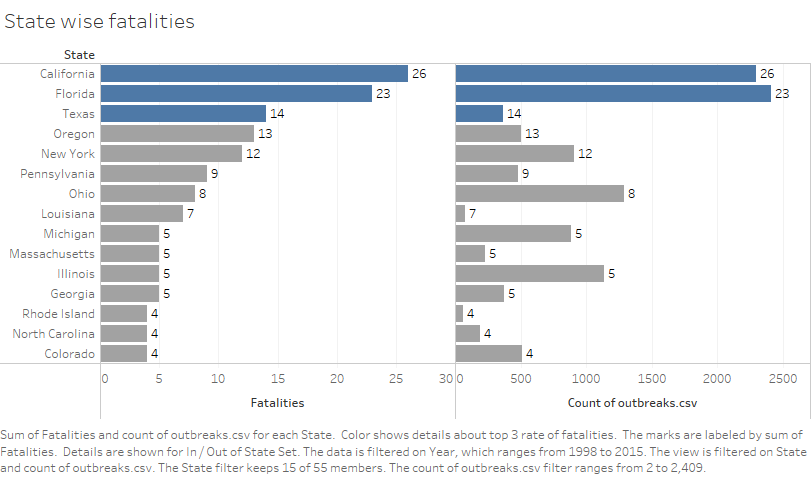 State wise fatalities
State
California 26 26
Florida 23 23
Texas 14 14
Oregon 13 13
New York 12 12
Pennsylvania 9 9
Ohio 8 8
Louisiana 7 7
Michigan 5 5
Massachusetts 5 5
Illinois 5 5
Georgia 5 5
Rhode Island 4 4
North Carolina 4 4
Colorado 4 4
0 5 10 15 20 25 30 0 500 1000 1500 2000 2500
Fatalities Count of outbreaks.csv
Sum of Fatalities and count of outbreaks.csv for each State. Color shows details about top 3 rate of fatalities. The marks are labeled by sum of
Fatalities. Details are shown for In / Out of State Set. The data is filtered on Year, which ranges from 1998 to 2015. The view is filtered on State
and count of outbreaks.csv. The State filter keeps 15 of 55 members. The count of outbreaks.csv filter ranges from 2 to 2,409.